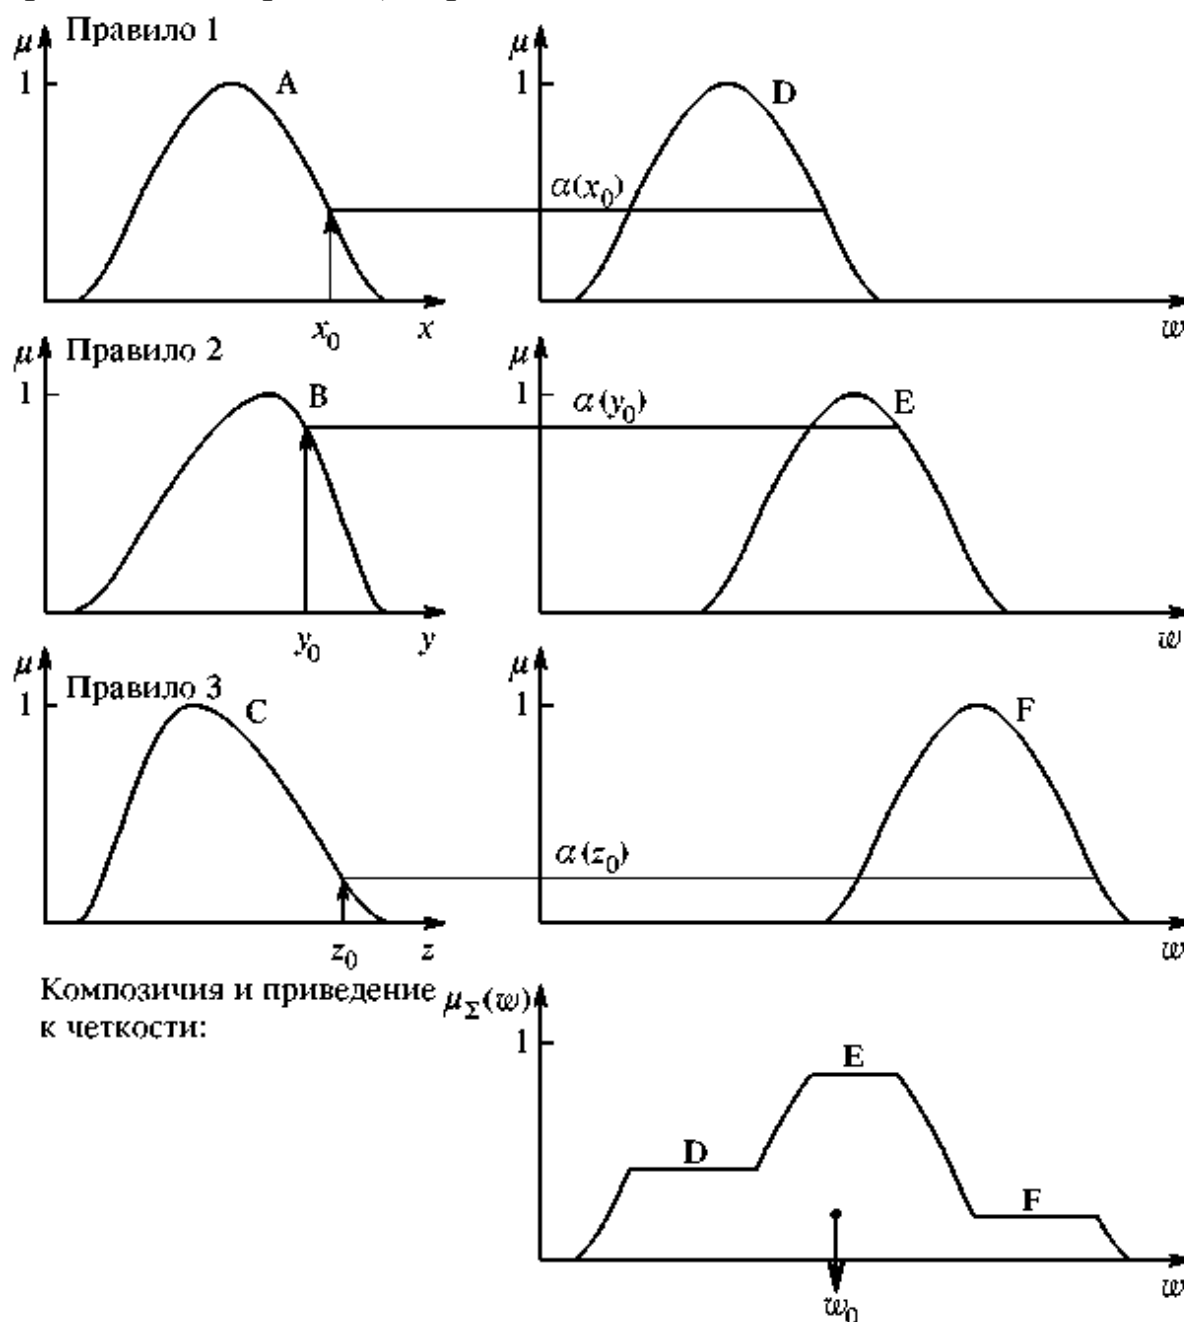 Правило 1
μ
1
A
x₀
x
μ
1
D
α(x₀)
w
Правило 2
μ
1
B
y₀
y
μ
1
E
α(y₀)
w
Правило 3
μ
1
C
z₀
z
μ
1
F
α(z₀)
w
Композичия и приведение
к четкости:
μ_Σ(w)
1
E
D
F
w₀
w